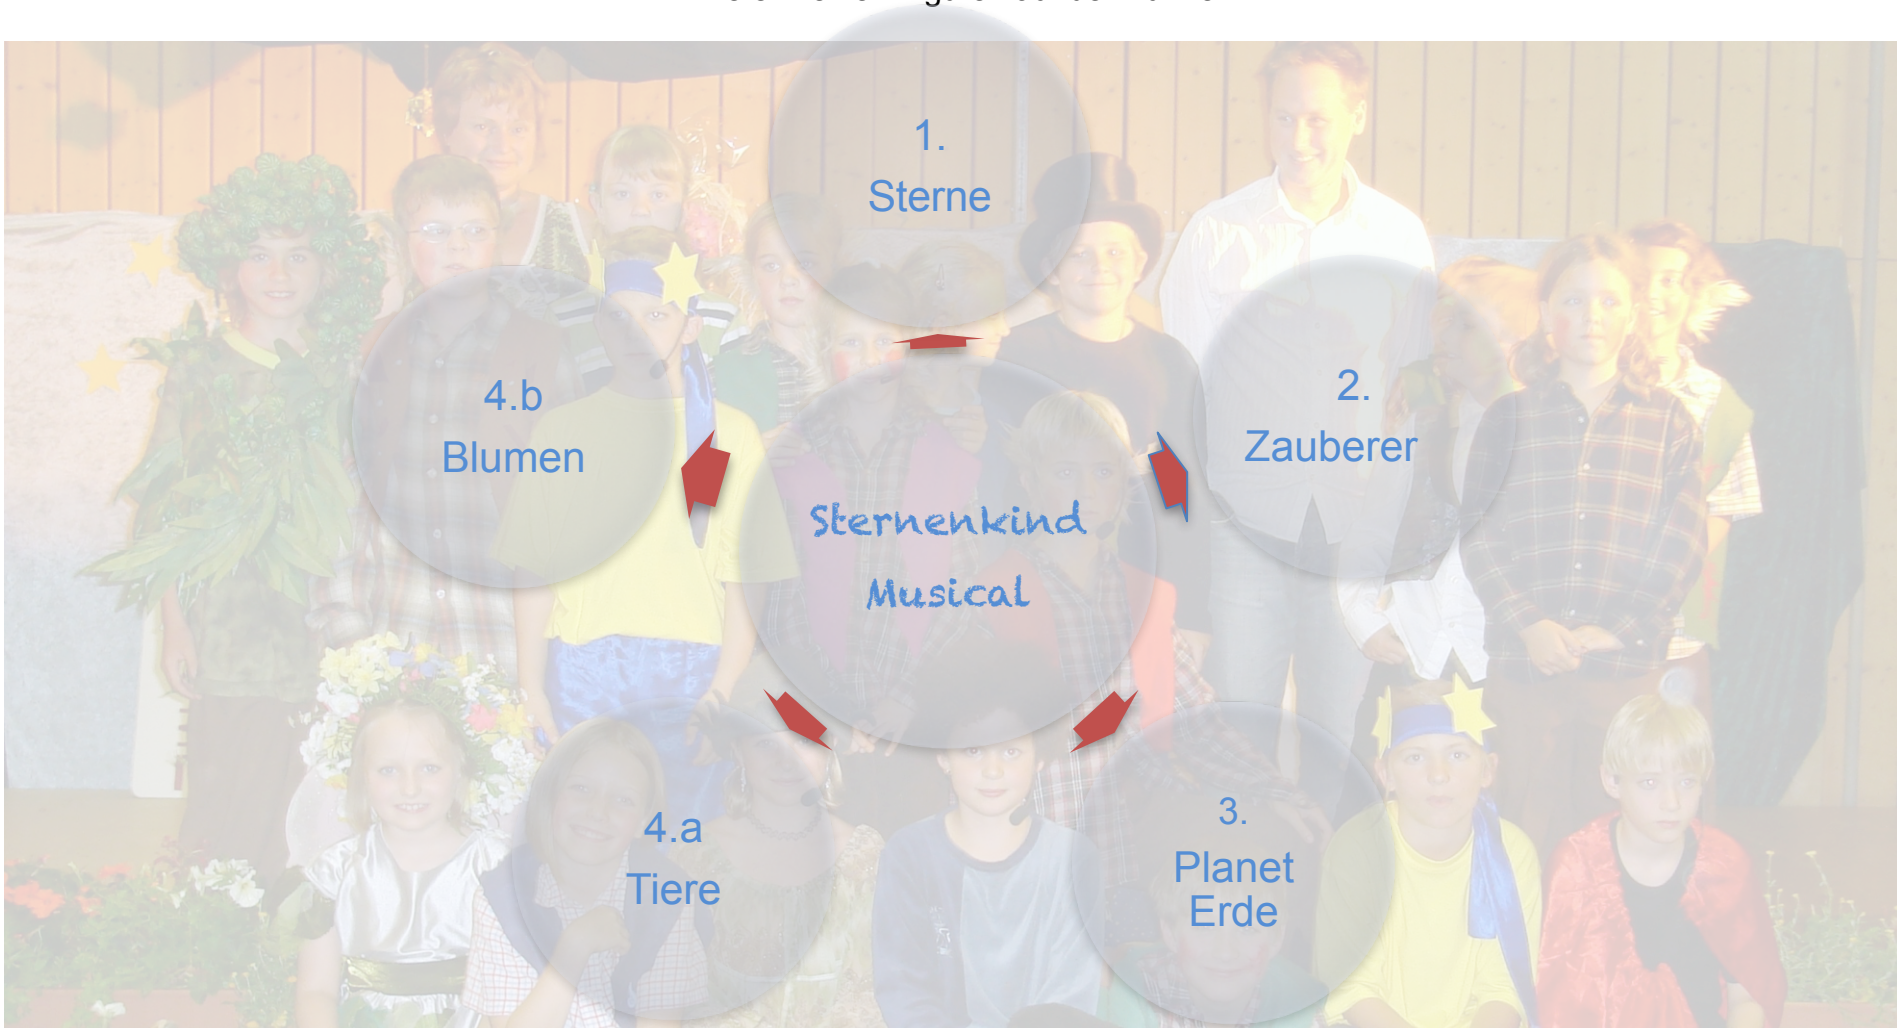 1.
Sterne
2.
Zauberer
3.
Planet
Erde
4.a
Tiere
4.b
Blumen
Sternenkind
Musical